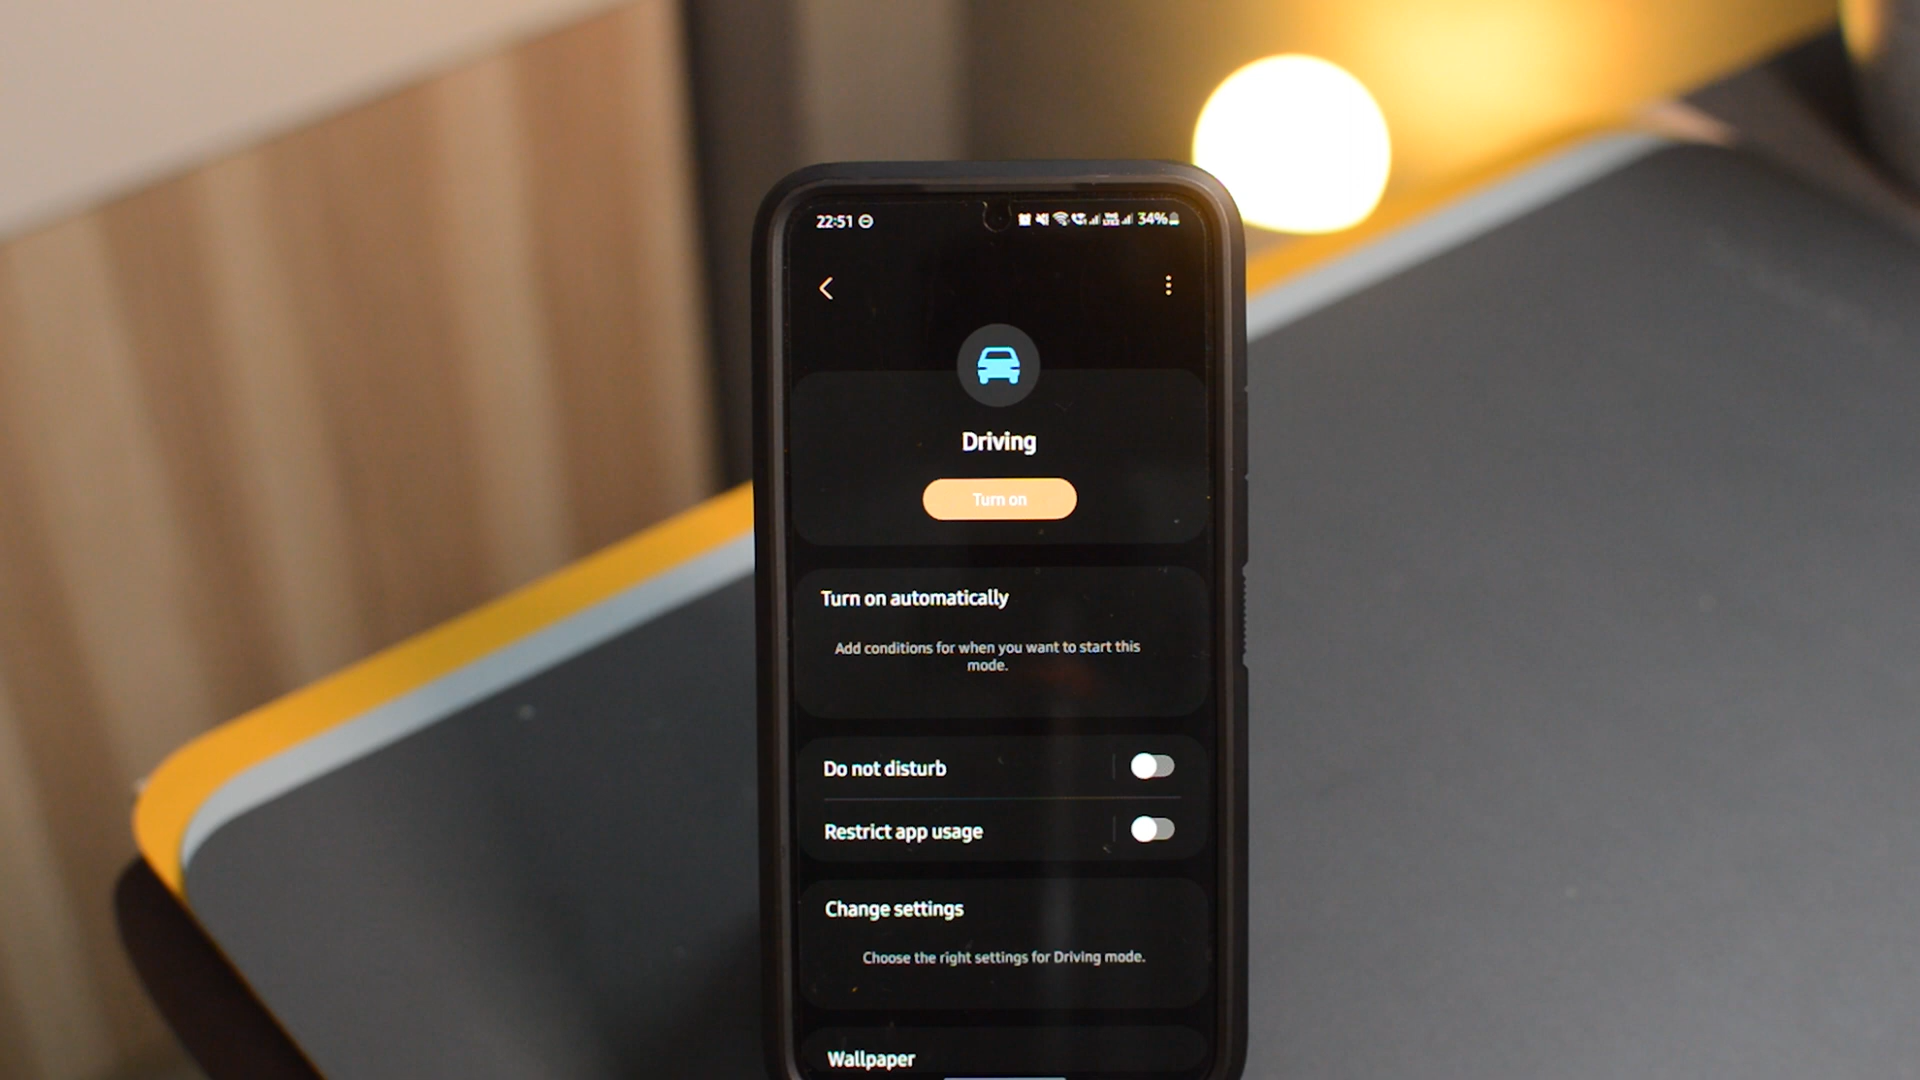 22:51
34%
Driving
Turn on
Turn on automatically
Add conditions for when you want to start this
mode.
Do not disturb
Restrict app usage
Change settings
Choose the right settings for Driving mode.
Wallpaper